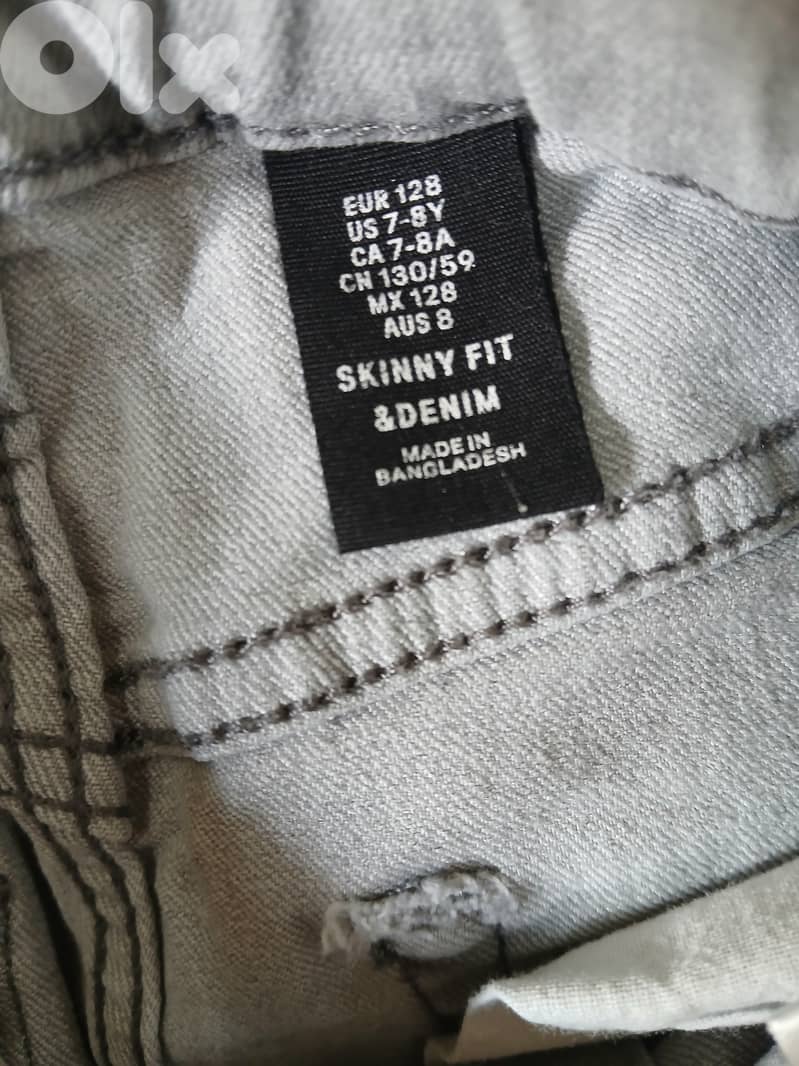 Olx
EUR 128
US 7-8Y
CA 7-8A
CN 130/59
MX 128
AUS 8
SKINNY FIT
&DENIM
MADE IN
BANGLADESH